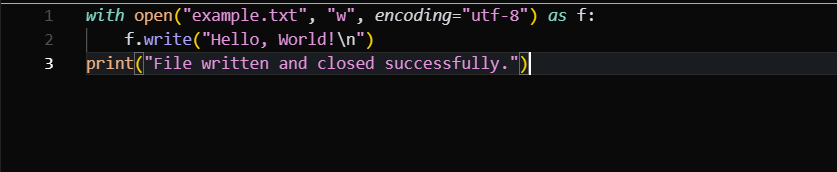 1 with open("example.txt", "w", encoding="utf-8") as f:
2     f.write("Hello, World!\n")
3 print("File written and closed successfully.")